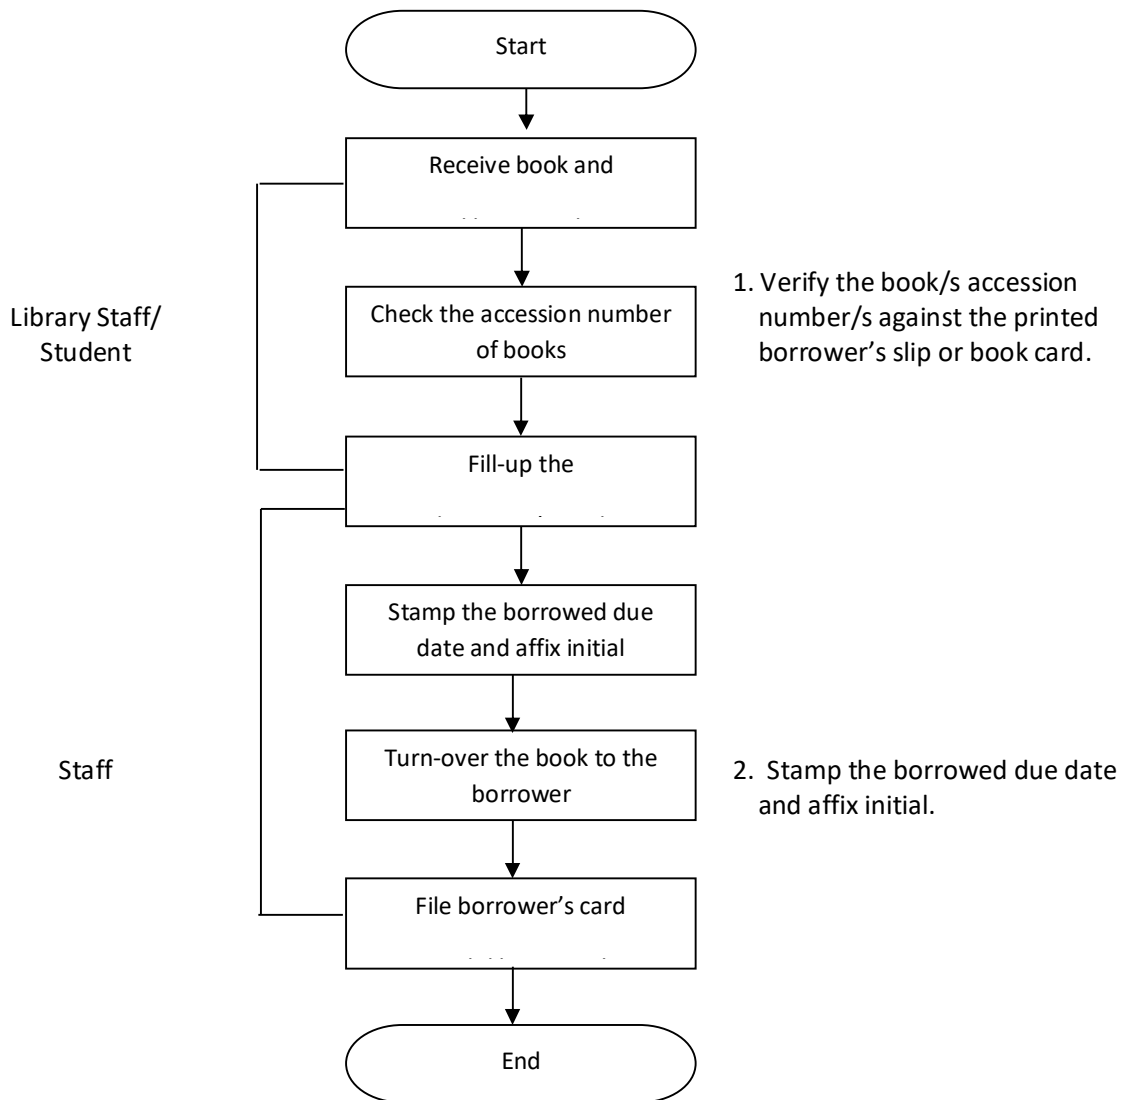 Start
Receive book and
Library Staff/
Student
Check the accession number
of books
1. Verify the book/s accession
number/s against the printed
borrower’s slip or book card.
Fill-up the
Stamp the borrowed due
date and affix initial
Staff
Turn-over the book to the
borrower
2. Stamp the borrowed due date
and affix initial.
File borrower’s card
End